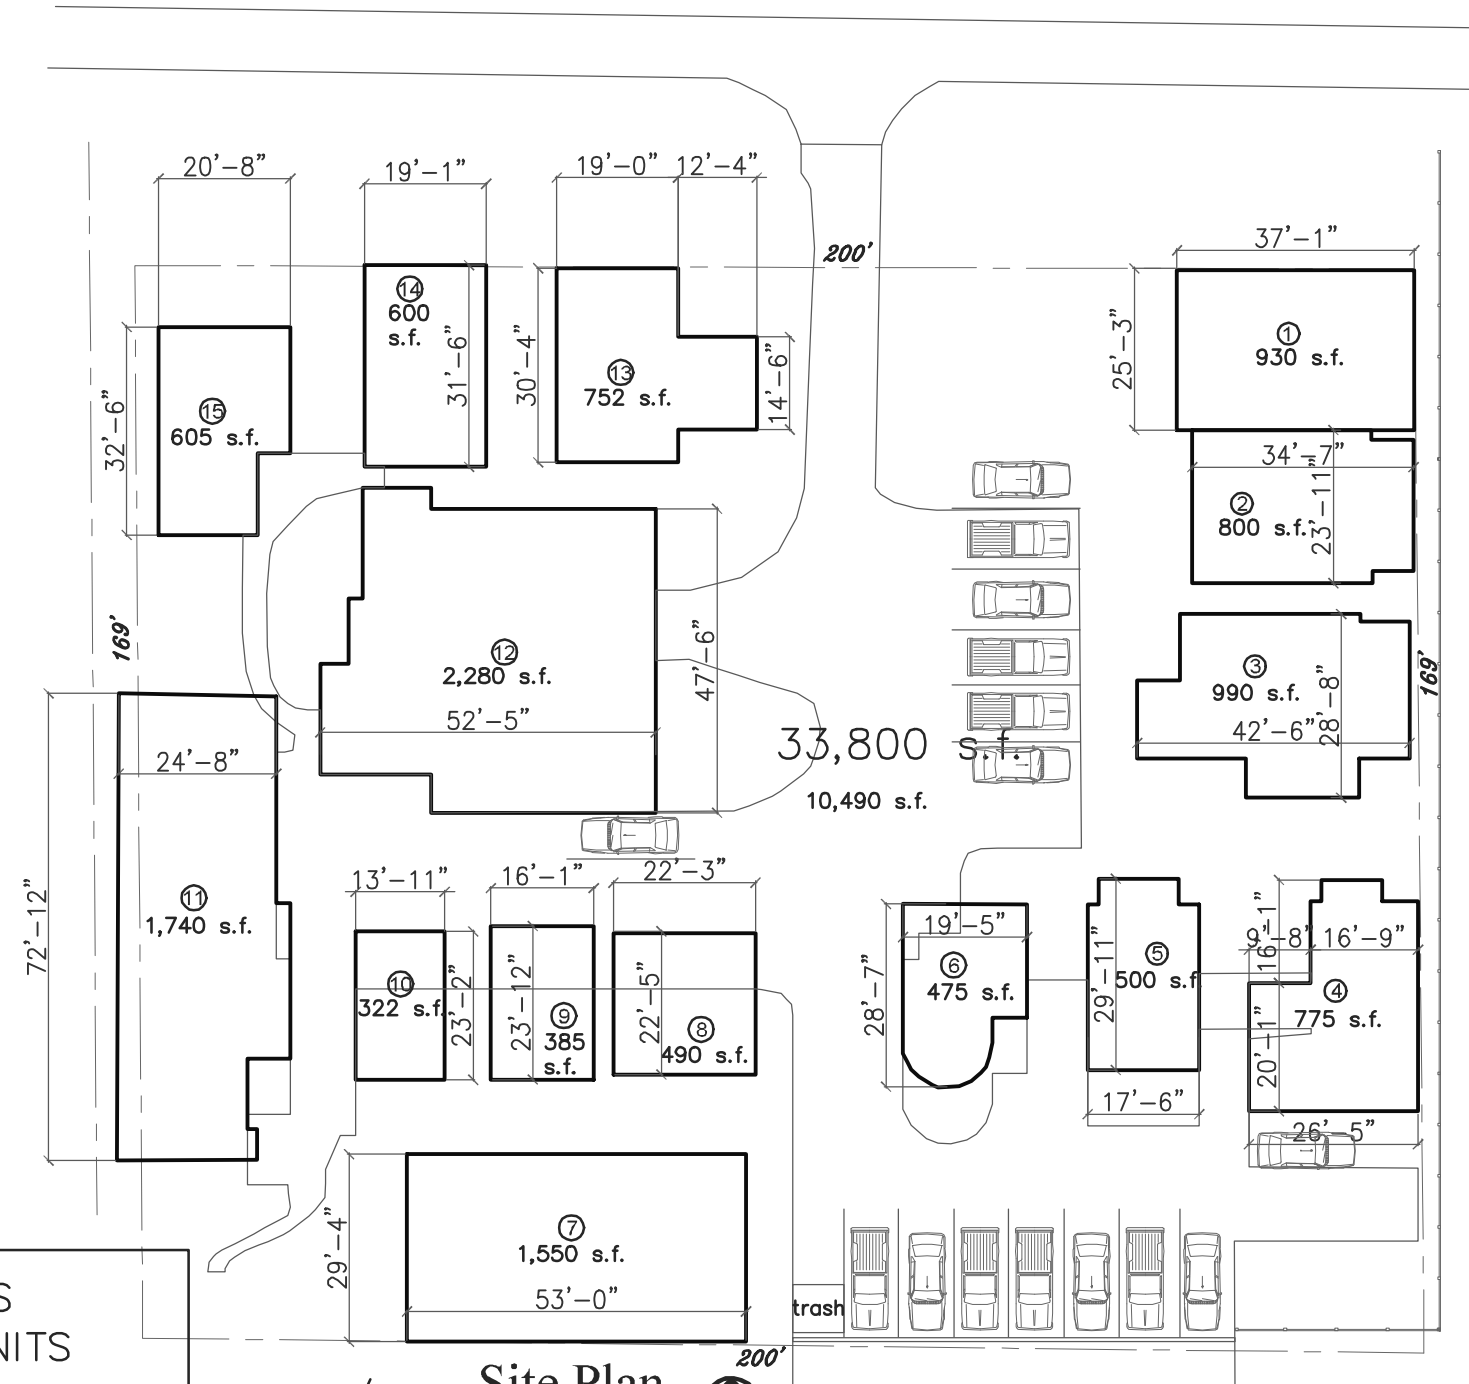 20'-8"
19'-1"
19'-0"
12'-4"
200'
37'-1"
14
600
s.f.
31'-6"
30'-4"
13
752 s.f.
14'-6"
25'-3"
1
930 s.f.
15
605 s.f.
32'-6"
34'-7"
2
800 s.f.
23'-11"
169'
12
2,280 s.f.
47'-6"
52'-5"
3
990 s.f.
42'-6"
28'-8"
169'
33,800 s.f.
10,490 s.f.
24'-8"
11
1,740 s.f.
72'-12"
13'-11"
16'-1"
22'-3"
10
322 s.f.
23'-2"
23'-12"
9
385
s.f.
22'-5"
8
490 s.f.
19'-5"
6
475 s.f.
28'-7"
29'-11"
5
500 s.f.
17'-6"
9'-8"
16'-9"
16'-1"
4
775 s.f.
20'-1"
26'-5"
7
1,550 s.f.
29'-4"
53'-0"
trash
S
NITS
200'
Site Plan